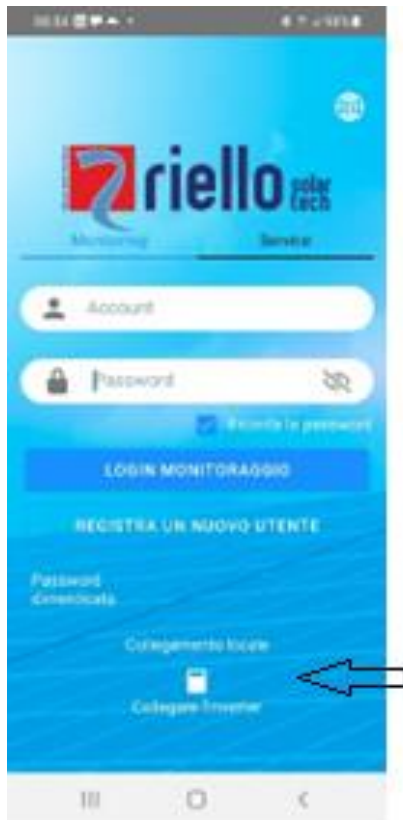 riello
solar
tech
Monitoring Service
Account
Password
Ricorda la password
LOGIN MONITORAGGIO
REGISTRA UN NUOVO UTENTE
Password
dimenticata
Collegamento locale
Collegare l'inverter